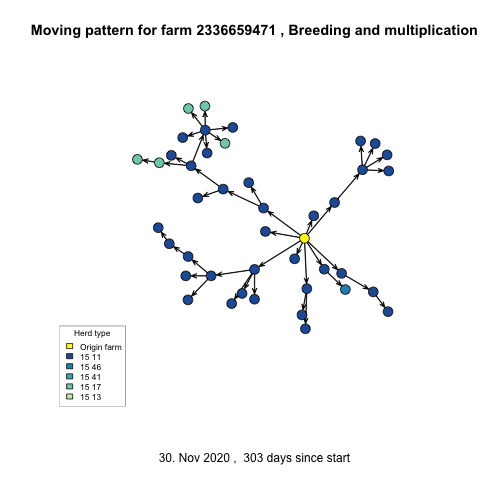 Moving pattern for farm 2336659471 , Breeding and multiplication
Herd type
Origin farm
15 11
15 46
15 41
15 17
15 13
30. Nov 2020 , 303 days since start